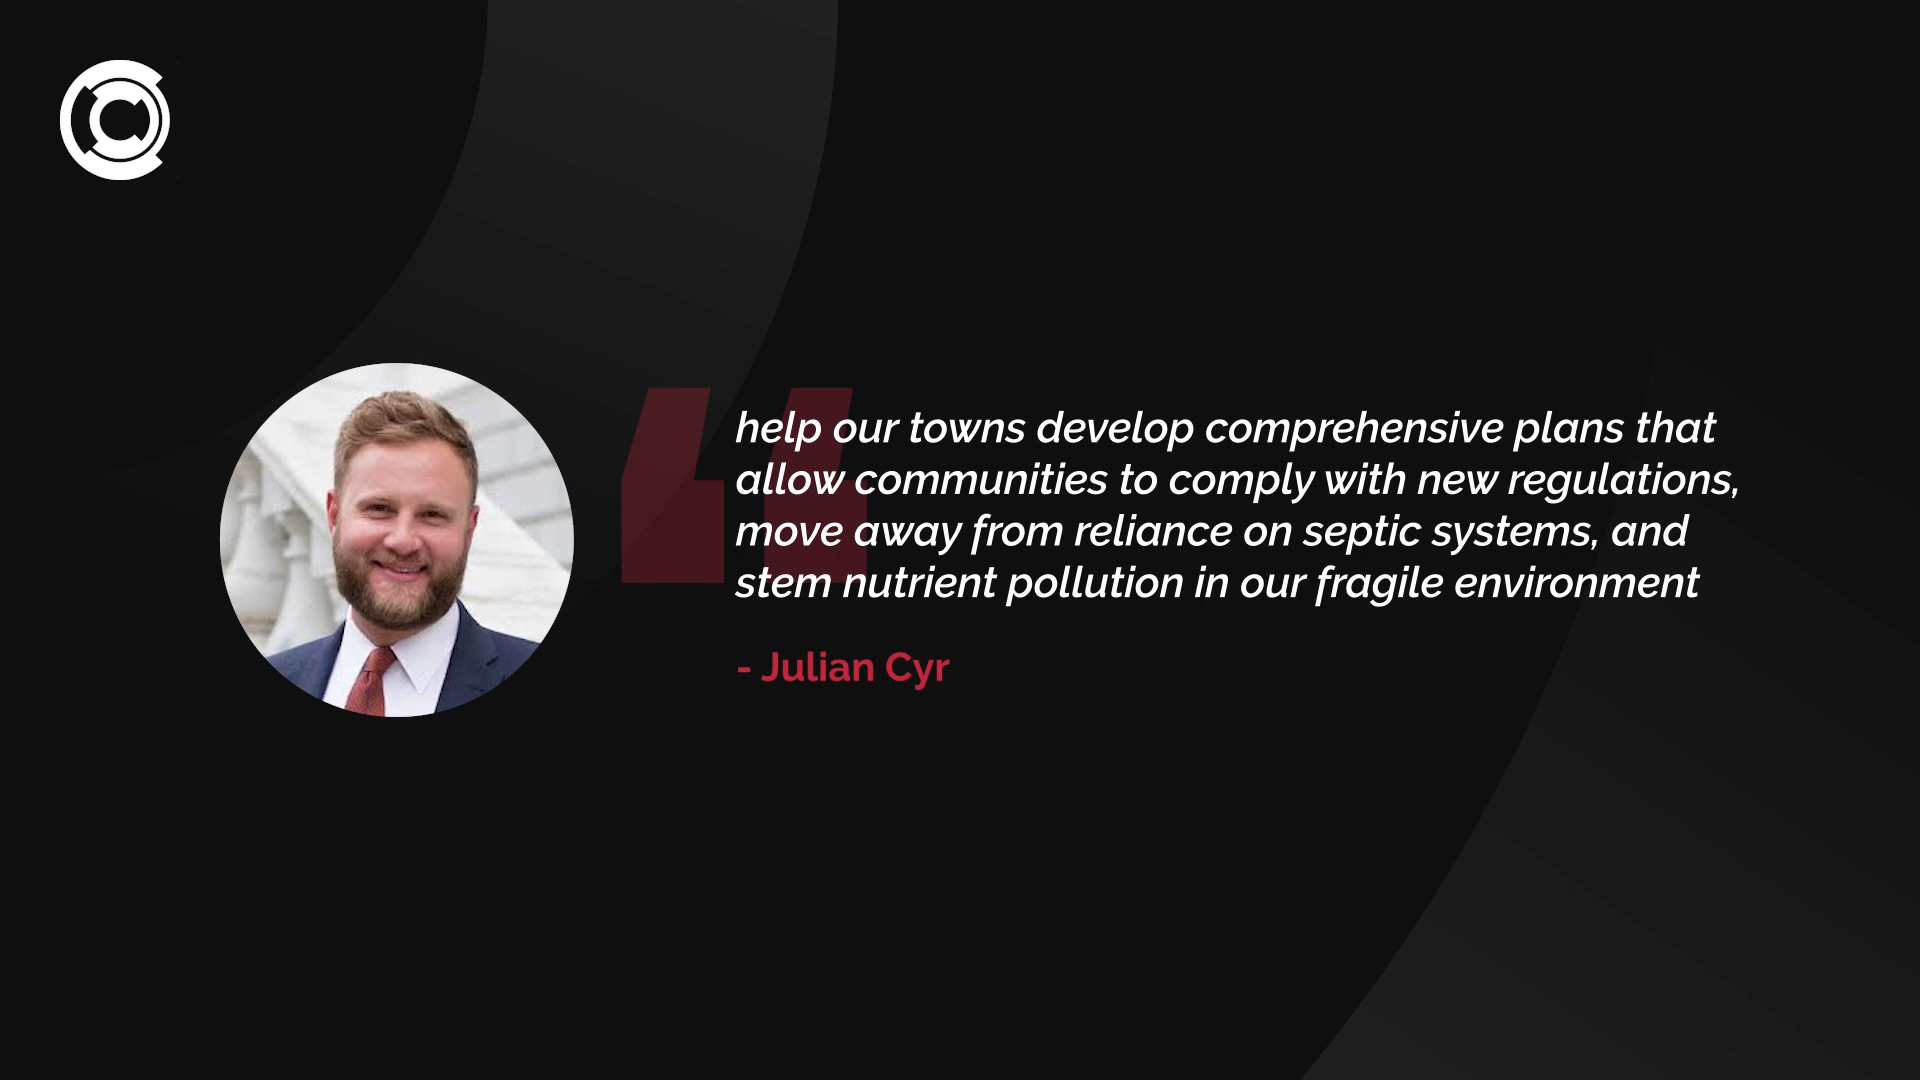 help our towns develop comprehensive plans that
allow communities to comply with new regulations,
move away from reliance on septic systems, and
stem nutrient pollution in our fragile environment
- Julian Cyr